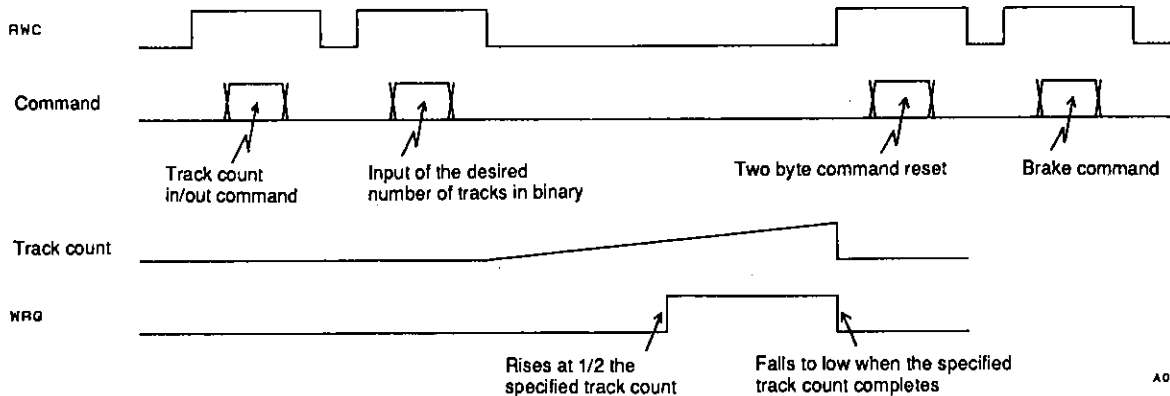 RWC
Command
Track count
in/out command
Input of the desired
number of tracks in binary
Two byte command reset
Brake command
Track count
WRQ
Rises at 1/2 the
specified track count
Falls to low when the specified
track count completes
A0